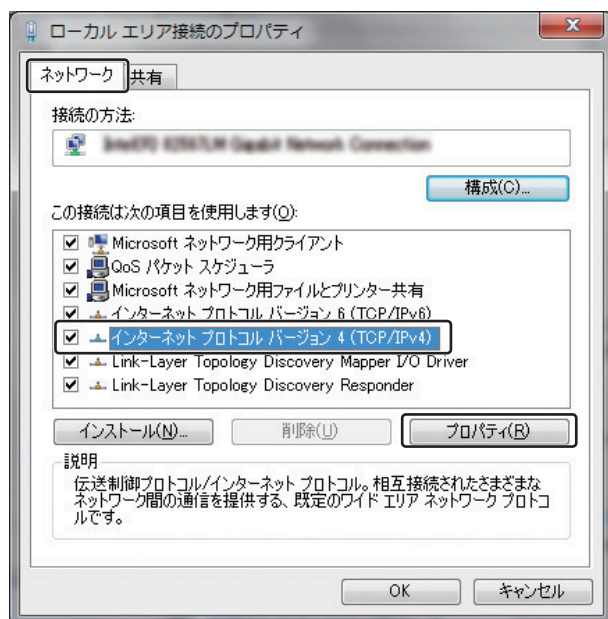 ローカル エリア接続のプロパティ
ネットワーク 共有
接続の方法:
構成(C)...
この接続は次の項目を使用します(O):
Microsoft ネットワーク用クライアント
QoS パケット スケジューラ
Microsoft ネットワーク用ファイルとプリンター共有
インターネット プロトコル バージョン 6 (TCP/IPv6)
インターネット プロトコル バージョン 4 (TCP/IPv4)
Link-Layer Topology Discovery Mapper I/O Driver
Link-Layer Topology Discovery Responder
インストール(N)... 削除(U) プロパティ(R)
説明
伝送制御プロトコル/インターネット プロトコル。相互接続されたさまざまな
ネットワーク間の通信を提供する、既定のワイド エリア ネットワーク プロトコ
ルです。
OK キャンセル